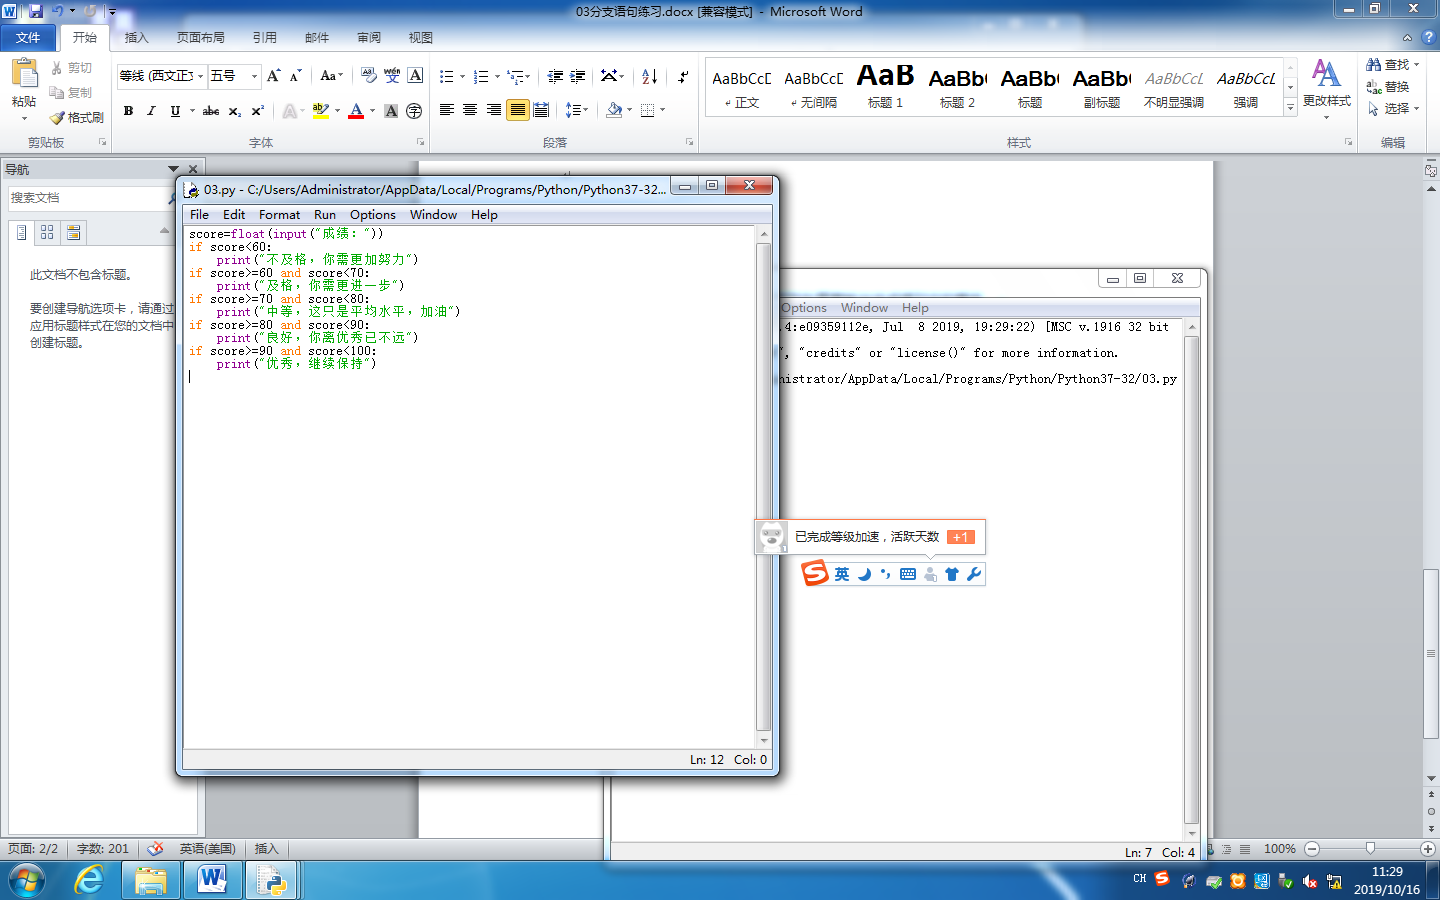 03分支语句练习.docx [兼容模式] - Microsoft Word
文件 开始 插入 页面布局 引用 邮件 审阅 视图
粘贴 剪切 复制 格式刷
等线 (西文正文 五号
AaBbCcD AaBbCcD AaB AaBb( AaBbC AaBbC AaBbCcL AaBbCcL
正文 无间隔 标题 1 标题 2 标题 副标题 不明显强调 强调
更改样式
查找
替换
选择
剪贴板 字体 段落 样式 编辑
导航
搜索文档
此文档不包含标题。
要创建导航选项卡，请通过
应用标题样式在您的文档中
创建标题。
03.py - C:/Users/Administrator/AppData/Local/Programs/Python/Python37-32...
File Edit Format Run Options Window Help
score=float(input("成绩："))
if score<60:
    print("不及格，你需更加努力")
if score>=60 and score<70:
    print("及格，你需更进一步")
if score>=70 and score<80:
    print("中等，这只是平均水平，加油")
if score>=80 and score<90:
    print("良好，你离优秀已不远")
if score>=90 and score<100:
    print("优秀，继续保持")
Ln: 12 Col: 0
Options Window Help
.4:e09359112e, Jul  8 2019, 19:29:22) [MSC v.1916 32 bit
", "credits" or "license()" for more information.
nistrator/AppData/Local/Programs/Python/Python37-32/03.py
Ln: 7 Col: 4
已完成等级加速，活跃天数 +1
英
页面: 2/2 字数: 201 英语(美国) 插入
100%
CH
11:29
2019/10/16